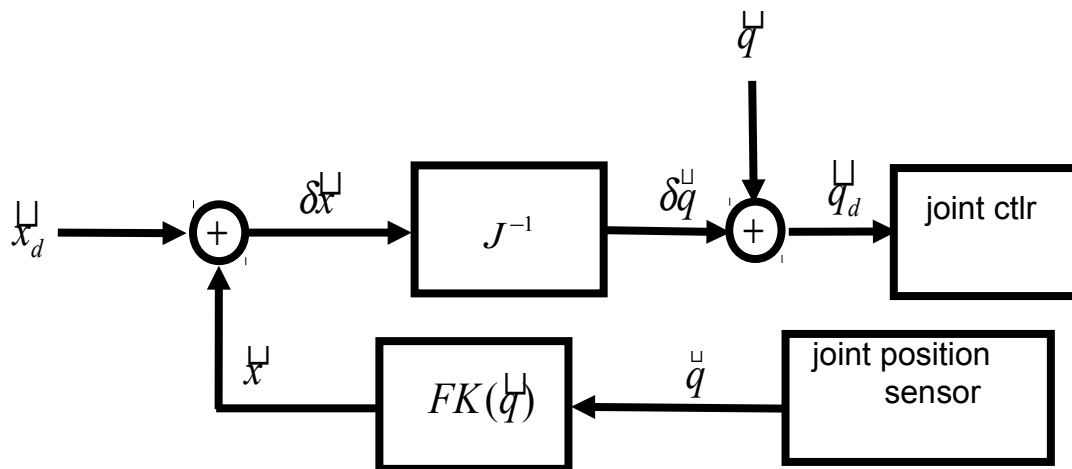 q
x_d
+
δx
J^{-1}
δq
+
q_d
joint ctlr
x
FK(q)
q
joint position
sensor